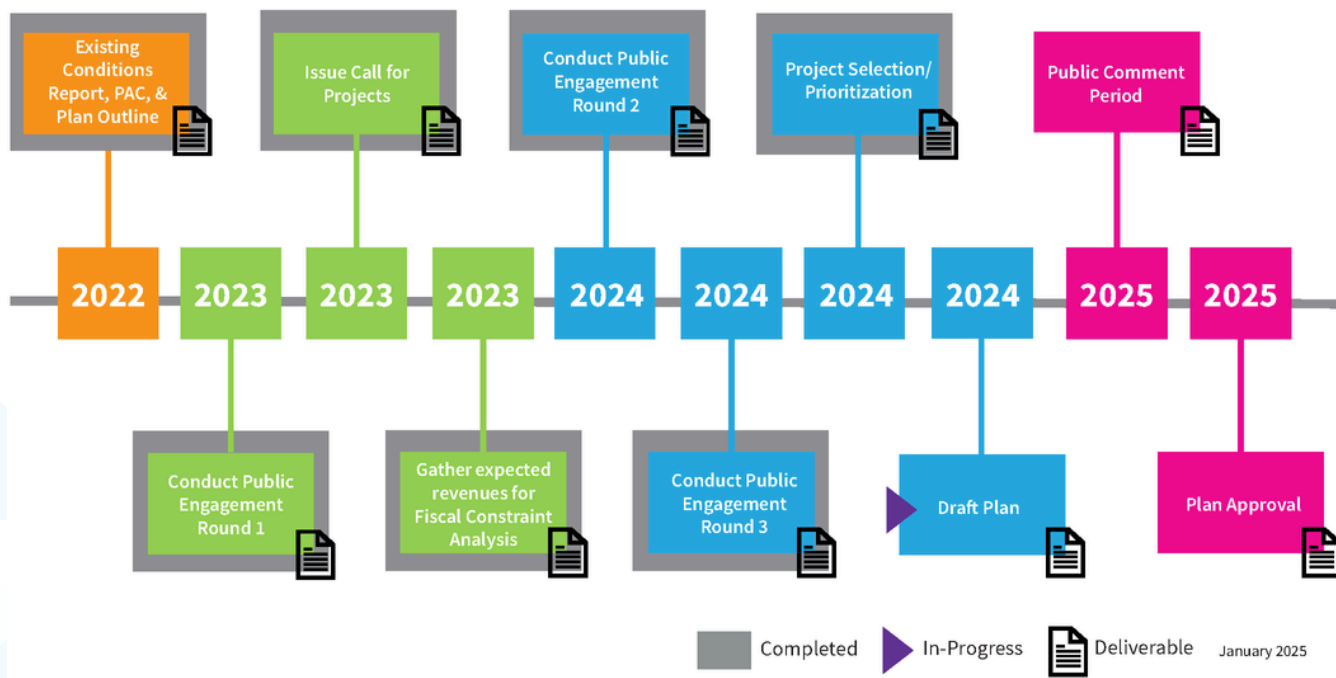 Existing
Conditions
Report, PAC, &
Plan Outline
Issue Call for
Projects
Conduct Public
Engagement
Round 2
Project Selection/
Prioritization
Public Comment
Period
2022
2023
2023
2023
2024
2024
2024
2024
2025
2025
Conduct Public
Engagement
Round 1
Gather expected
revenues for
Fiscal Constraint
Analysis
Conduct Public
Engagement
Round 3
Draft Plan
Plan Approval
Completed
In-Progress
Deliverable
January 2025